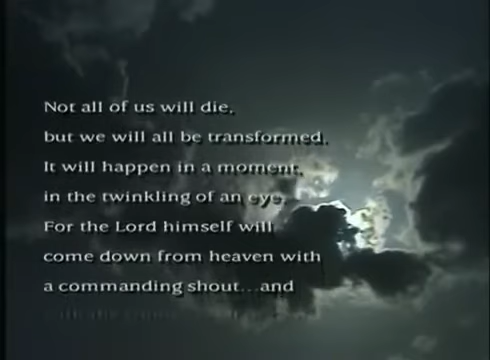 Not all of us will die,
but we will all be transformed.
It will happen in a moment,
in the twinkling of an eye.
For the Lord himself will
come down from heaven with
a commanding shout...and